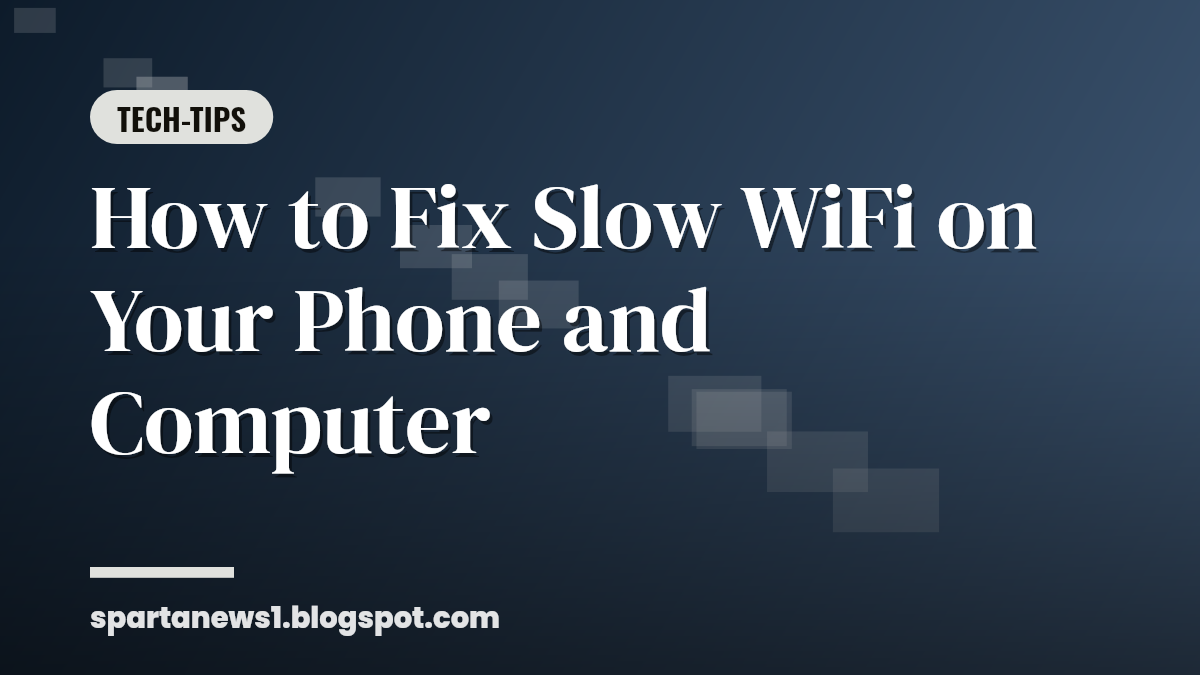 TECH-TIPS
How to Fix Slow WiFi on
Your Phone and
Computer
spartanews1.blogspot.com